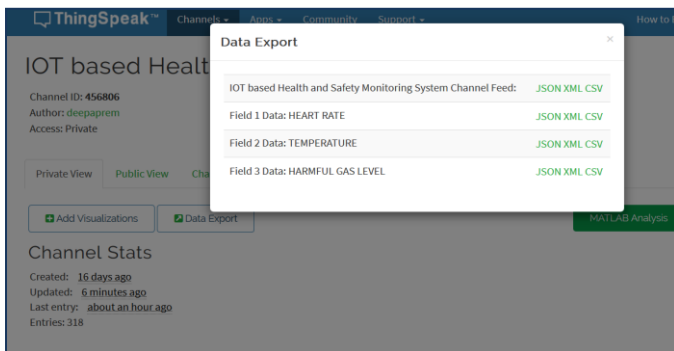 ThingSpeak™ Channels Apps Community Support How to
Data Export ×
IOT based Healt
IOT based Health and Safety Monitoring System Channel Feed: JSON XML CSV
Channel ID: 456806
Field 1 Data: HEART RATE JSON XML CSV
Author: deepaprem
Access: Private
Field 2 Data: TEMPERATURE JSON XML CSV
Field 3 Data: HARMFUL GAS LEVEL JSON XML CSV
Private View Public View Cha
Add Visualizations Data Export MATLAB Analysis
Channel Stats
Created: 16 days ago
Updated: 6 minutes ago
Last entry: about an hour ago
Entries: 318